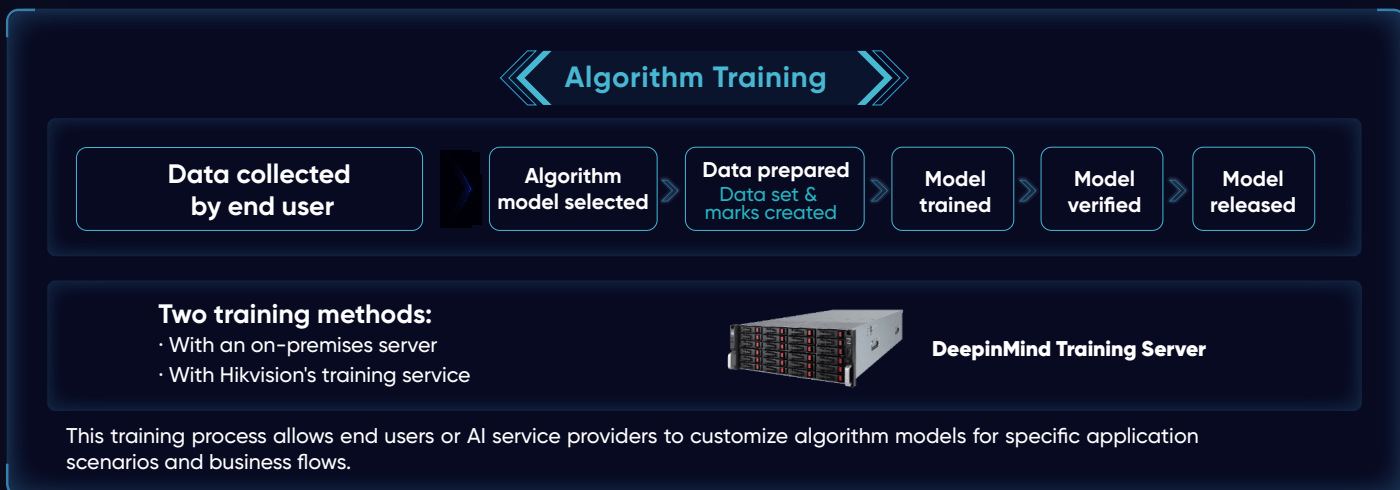 Algorithm Training
Data collected
by end user
Algorithm
model selected
Data prepared
Data set &
marks created
Model
trained
Model
verified
Model
released
Two training methods:
· With an on-premises server
· With Hikvision's training service
DeepinMind Training Server
This training process allows end users or AI service providers to customize algorithm models for specific application
scenarios and business flows.